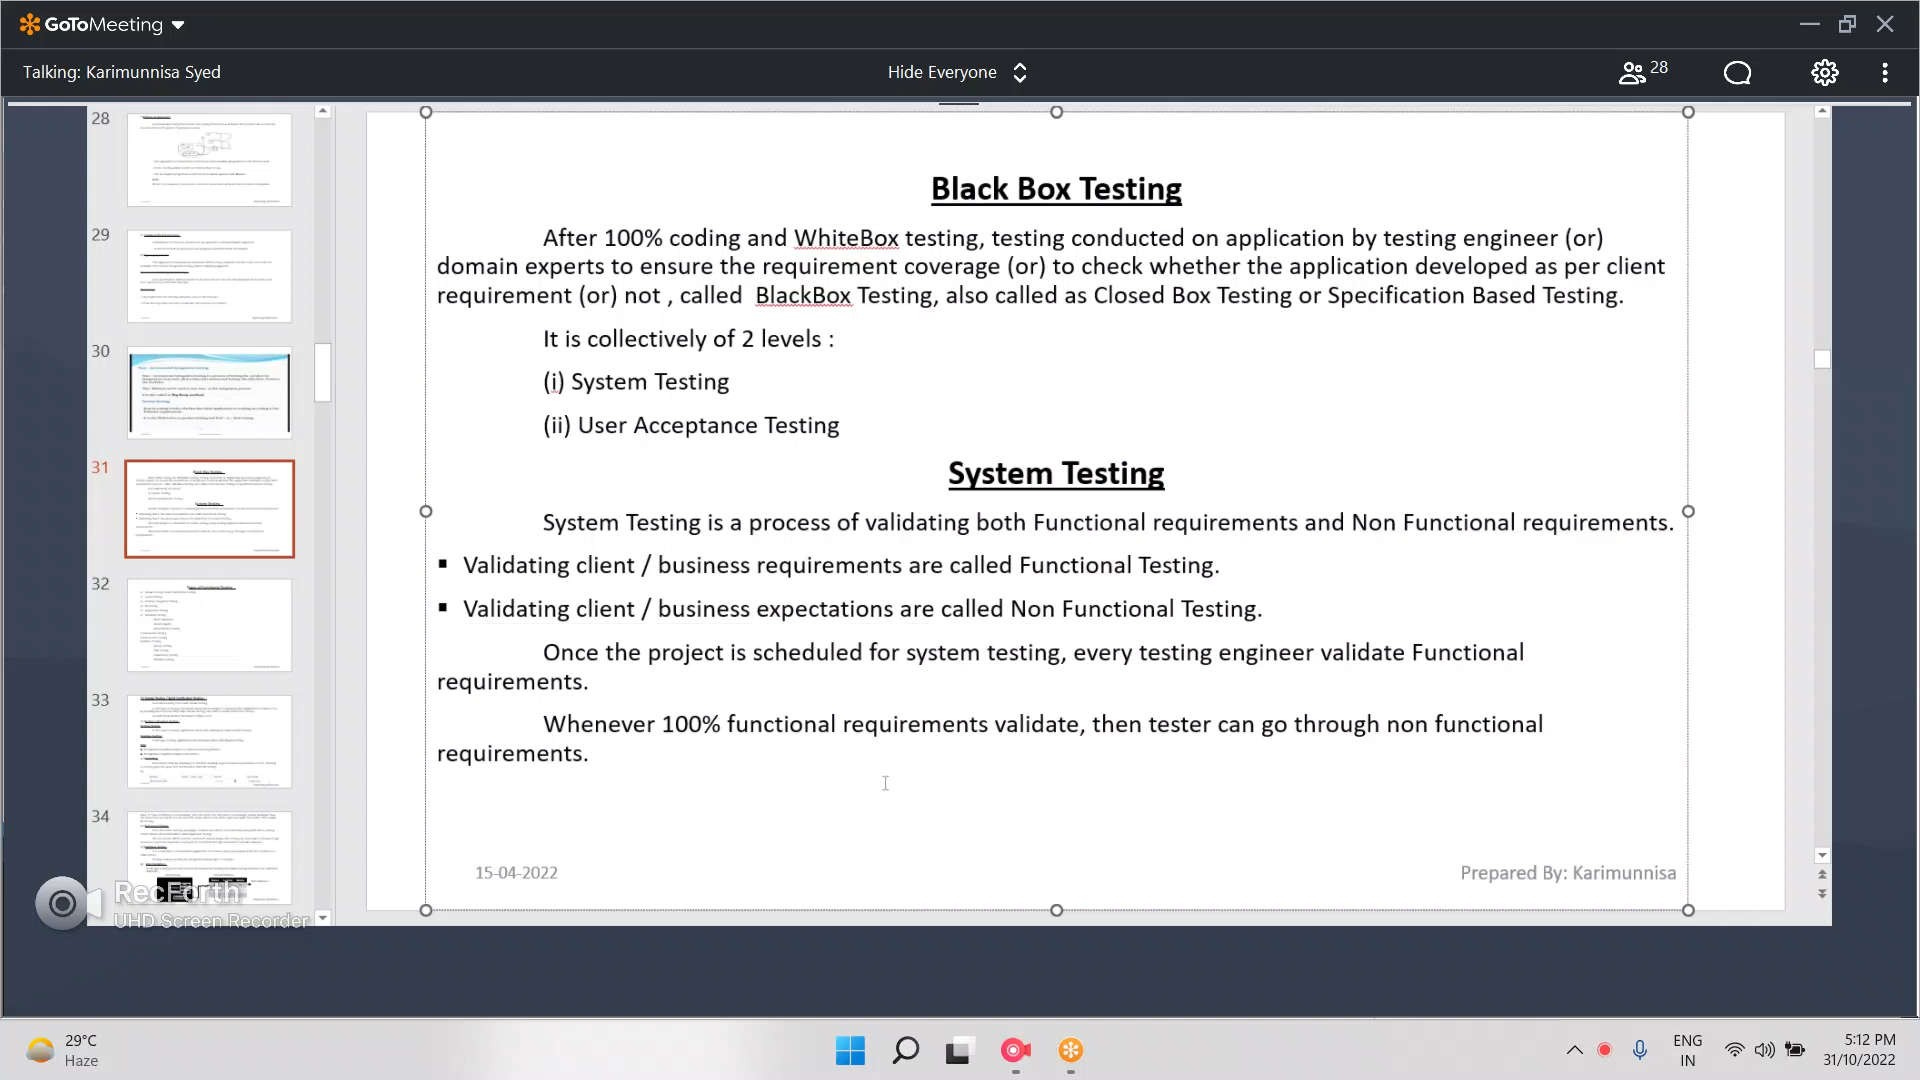 GoToMeeting
Talking: Karimunnisa Syed
Hide Everyone
28
28
29
30
31
32
33
34
Black Box Testing
After 100% coding and WhiteBox testing, testing conducted on application by testing engineer (or)
domain experts to ensure the requirement coverage (or) to check whether the application developed as per client
requirement (or) not , called BlackBox Testing, also called as Closed Box Testing or Specification Based Testing.
It is collectively of 2 levels :
(i) System Testing
(ii) User Acceptance Testing
System Testing
System Testing is a process of validating both Functional requirements and Non Functional requirements.
▪ Validating client / business requirements are called Functional Testing.
▪ Validating client / business expectations are called Non Functional Testing.
Once the project is scheduled for system testing, every testing engineer validate Functional
requirements.
Whenever 100% functional requirements validate, then tester can go through non functional
requirements.
15-04-2022
Prepared By: Karimunnisa
RecForth
UHD Screen Recorder
29°C
Haze
ENG
IN
5:12 PM
31/10/2022